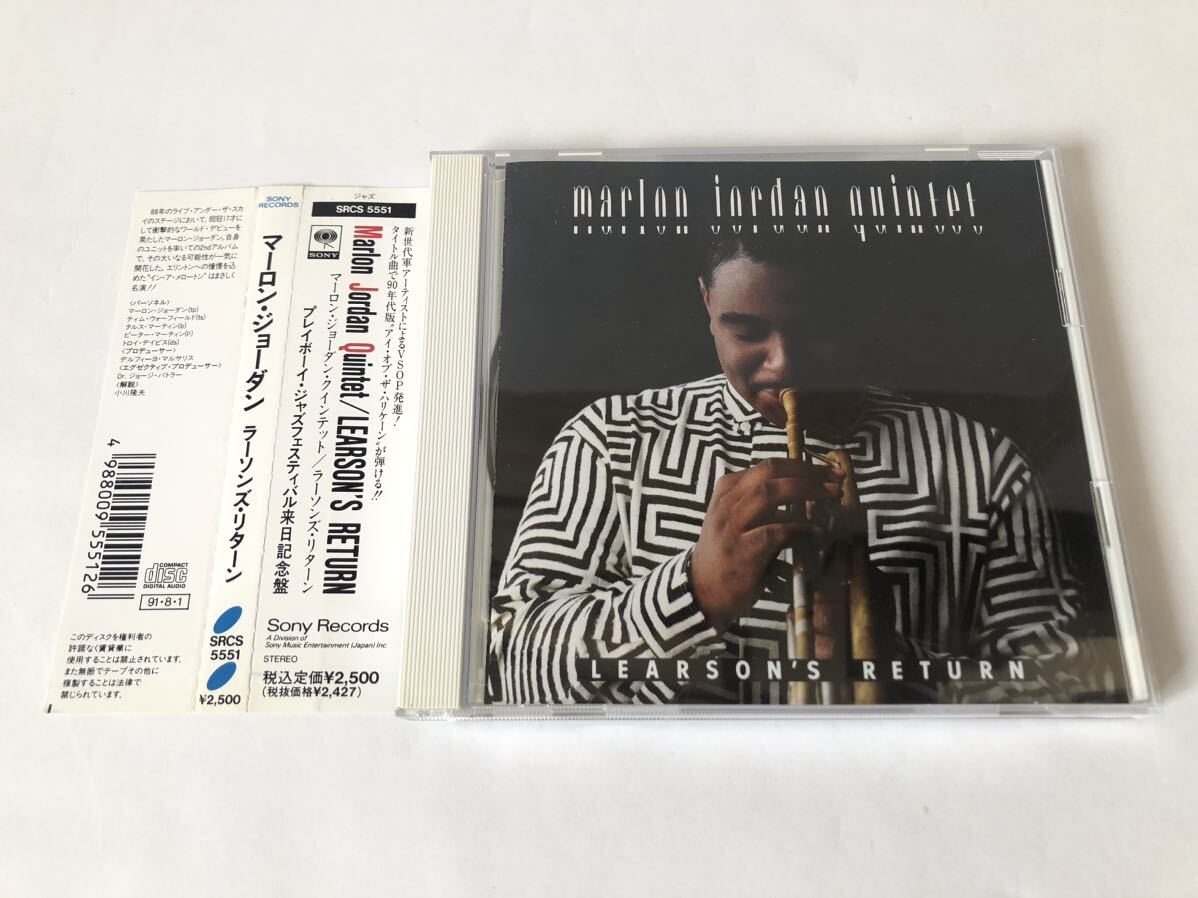 88年のライブ・アンダー・ザ・スカ
イのステージにおいて、弱冠17才に
して衝撃的なワールド・デビューを
果たしたマーロン・ジョーダン。自身
のユニットを率いての2ndアルバム
で、その大いなる可能性が一気に
開花した。エリントンへの憧憬を込
めた“イン・ア・メロートン”はまさしく
名演!!
〈パーソネル〉
マーロン・ジョーダン(tp)
ティム・ウォーフィールド(ts)
タルス・マーティン(b)
ピーター・マーティン(p)
トロイ・デイビス(ds)
〈プロデューサー〉
デルフィーヨ・マルサリス
〈エグゼクティブ・プロデューサー〉
Dr. ジョージ・バトラー
〈解説〉
小川隆夫
4 988009 555126
COMPACT
disc
DIGITAL AUDIO
91・8・1
このディスクを権利者の
許諾なく賃貸業に
使用することは禁止されています。
また無断でテープその他に
複製することは法律で
禁じられています。
SONY
RECORDS
マーロン・ジョーダン ラーソンズ・リターン
SRCS
5551
¥2,500
ジャズ
SRCS 5551
SONY
新世代軍アーティストによるVSOP発進!
タイトル曲で90年代版“アイ・オブ・ザ・ハリケーン”が弾ける!!
Marlon Jordan Quintet/LEARSON'S RETURN
マーロン・ジョーダン・クインテット/ラーソンズ・リターン
プレイボーイ・ジャズフェスティバル来日記念盤
Sony Records
A Division of
Sony Music Entertainment (Japan) Inc.
STEREO
税込定価¥2,500
(税抜価格¥2,427)
marlon jordan quintet
LEARSON'S RETURN